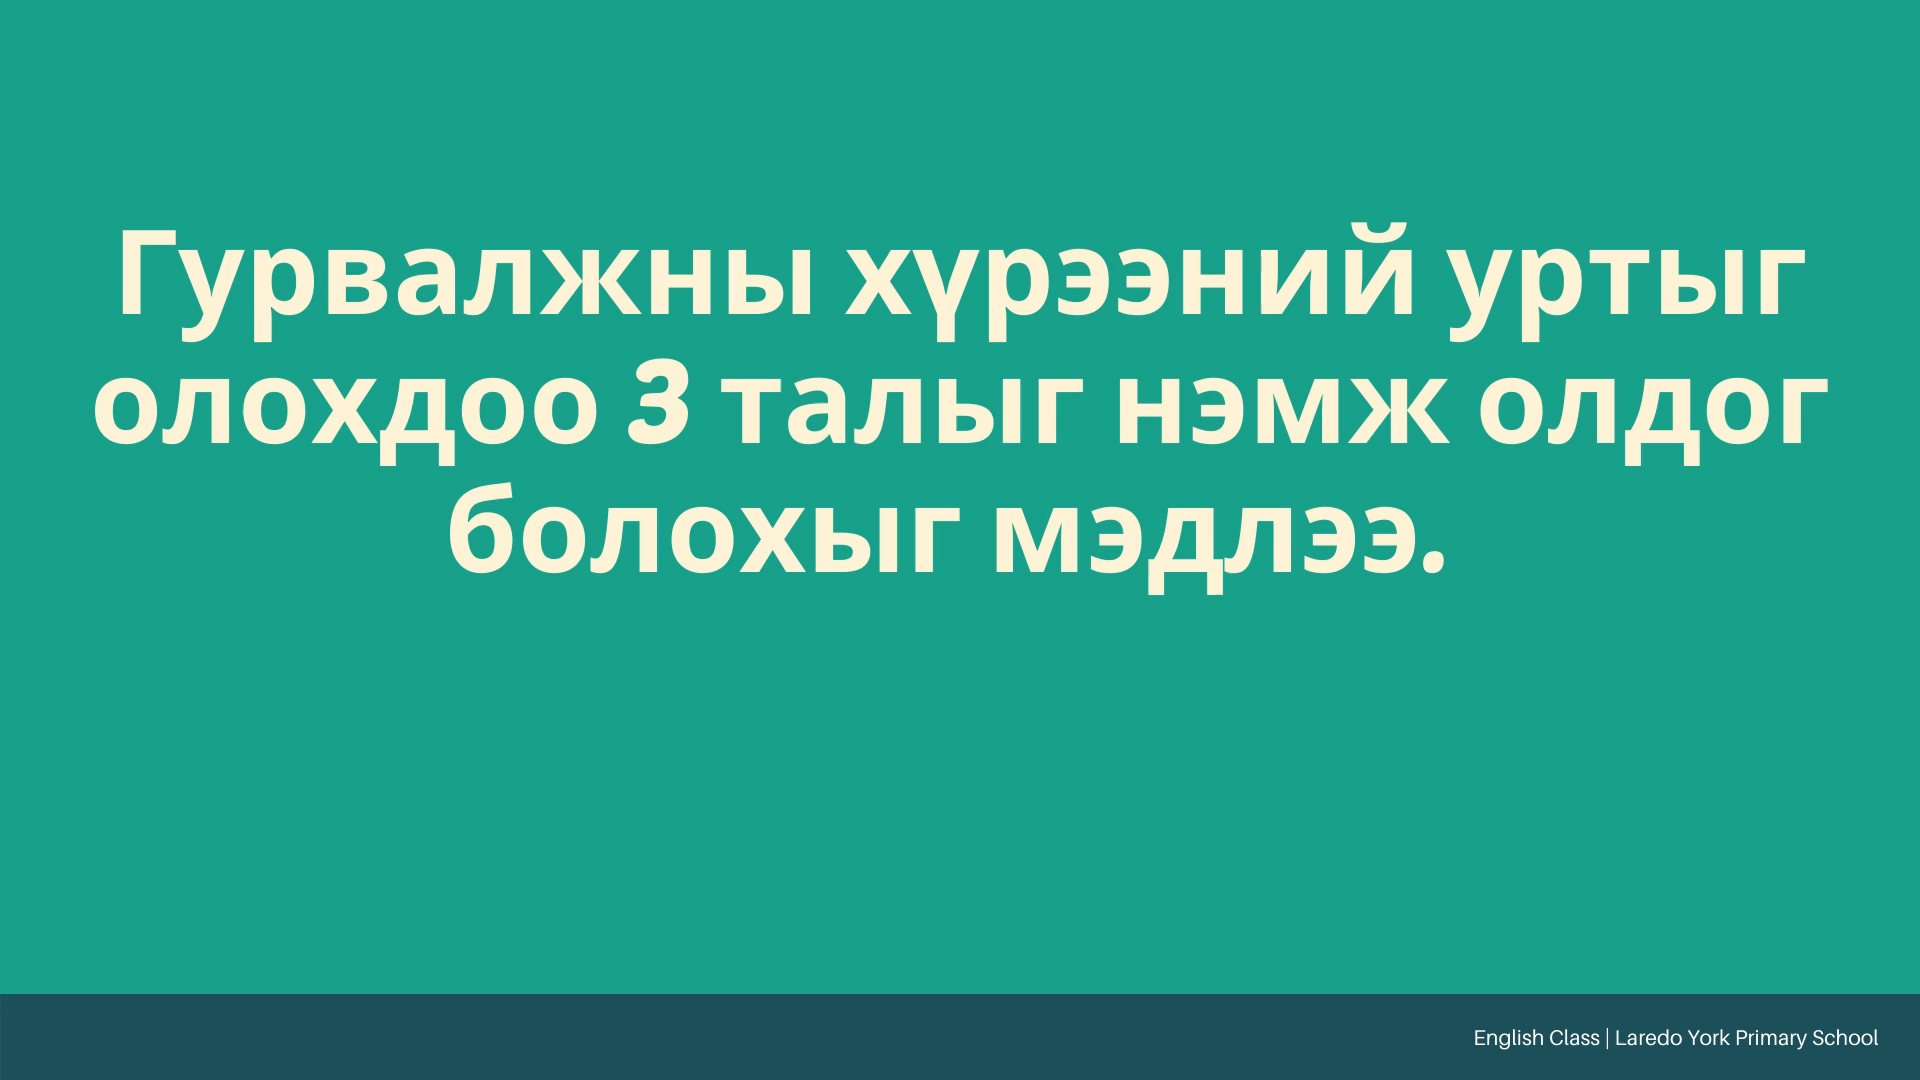 Гурвалжны хүрээний уртыг
олохдоо 3 талыг нэмж олдог
болохыг мэдлээ.
English Class | Laredo York Primary School